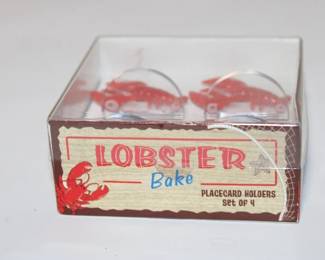 LOBSTER
Bake
PLACECARD HOLDERS
Set OF 4